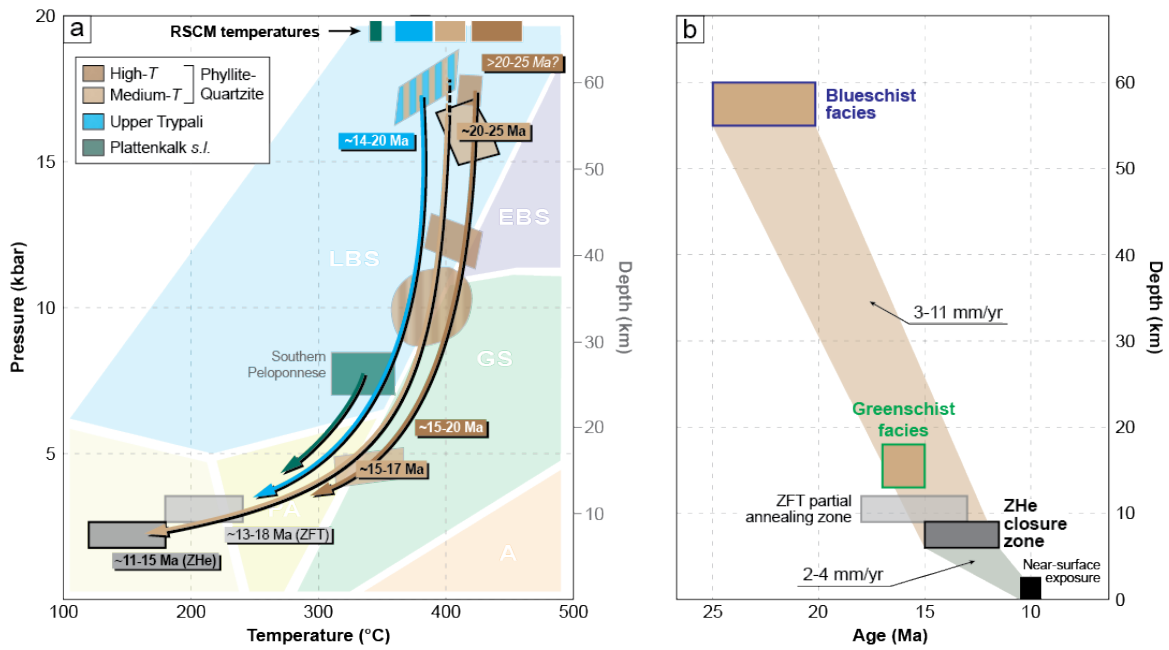 a
RSCM temperatures
High-T
Medium-T
Phyllite-
Quartzite
Upper Trypali
Plattenkalk s.l.
>20-25 Ma?
~14-20 Ma
~20-25 Ma
LBS
EBS
GS
A
Southern
Peloponnese
~15-20 Ma
~15-17 Ma
~13-18 Ma (ZFT)
~11-15 Ma (ZHe)
A
20
15
10
5
Pressure (kbar)
100
200
300
400
500
Temperature (°C)
60
50
40
30
20
10
Depth (km)
b
Blueschist
facies
3-11 mm/yr
Greenschist
facies
ZFT partial
annealing zone
ZHe
closure
zone
2-4 mm/yr
Near-surface
exposure
25
20
15
10
Age (Ma)
60
50
40
30
20
10
0
Depth (km)